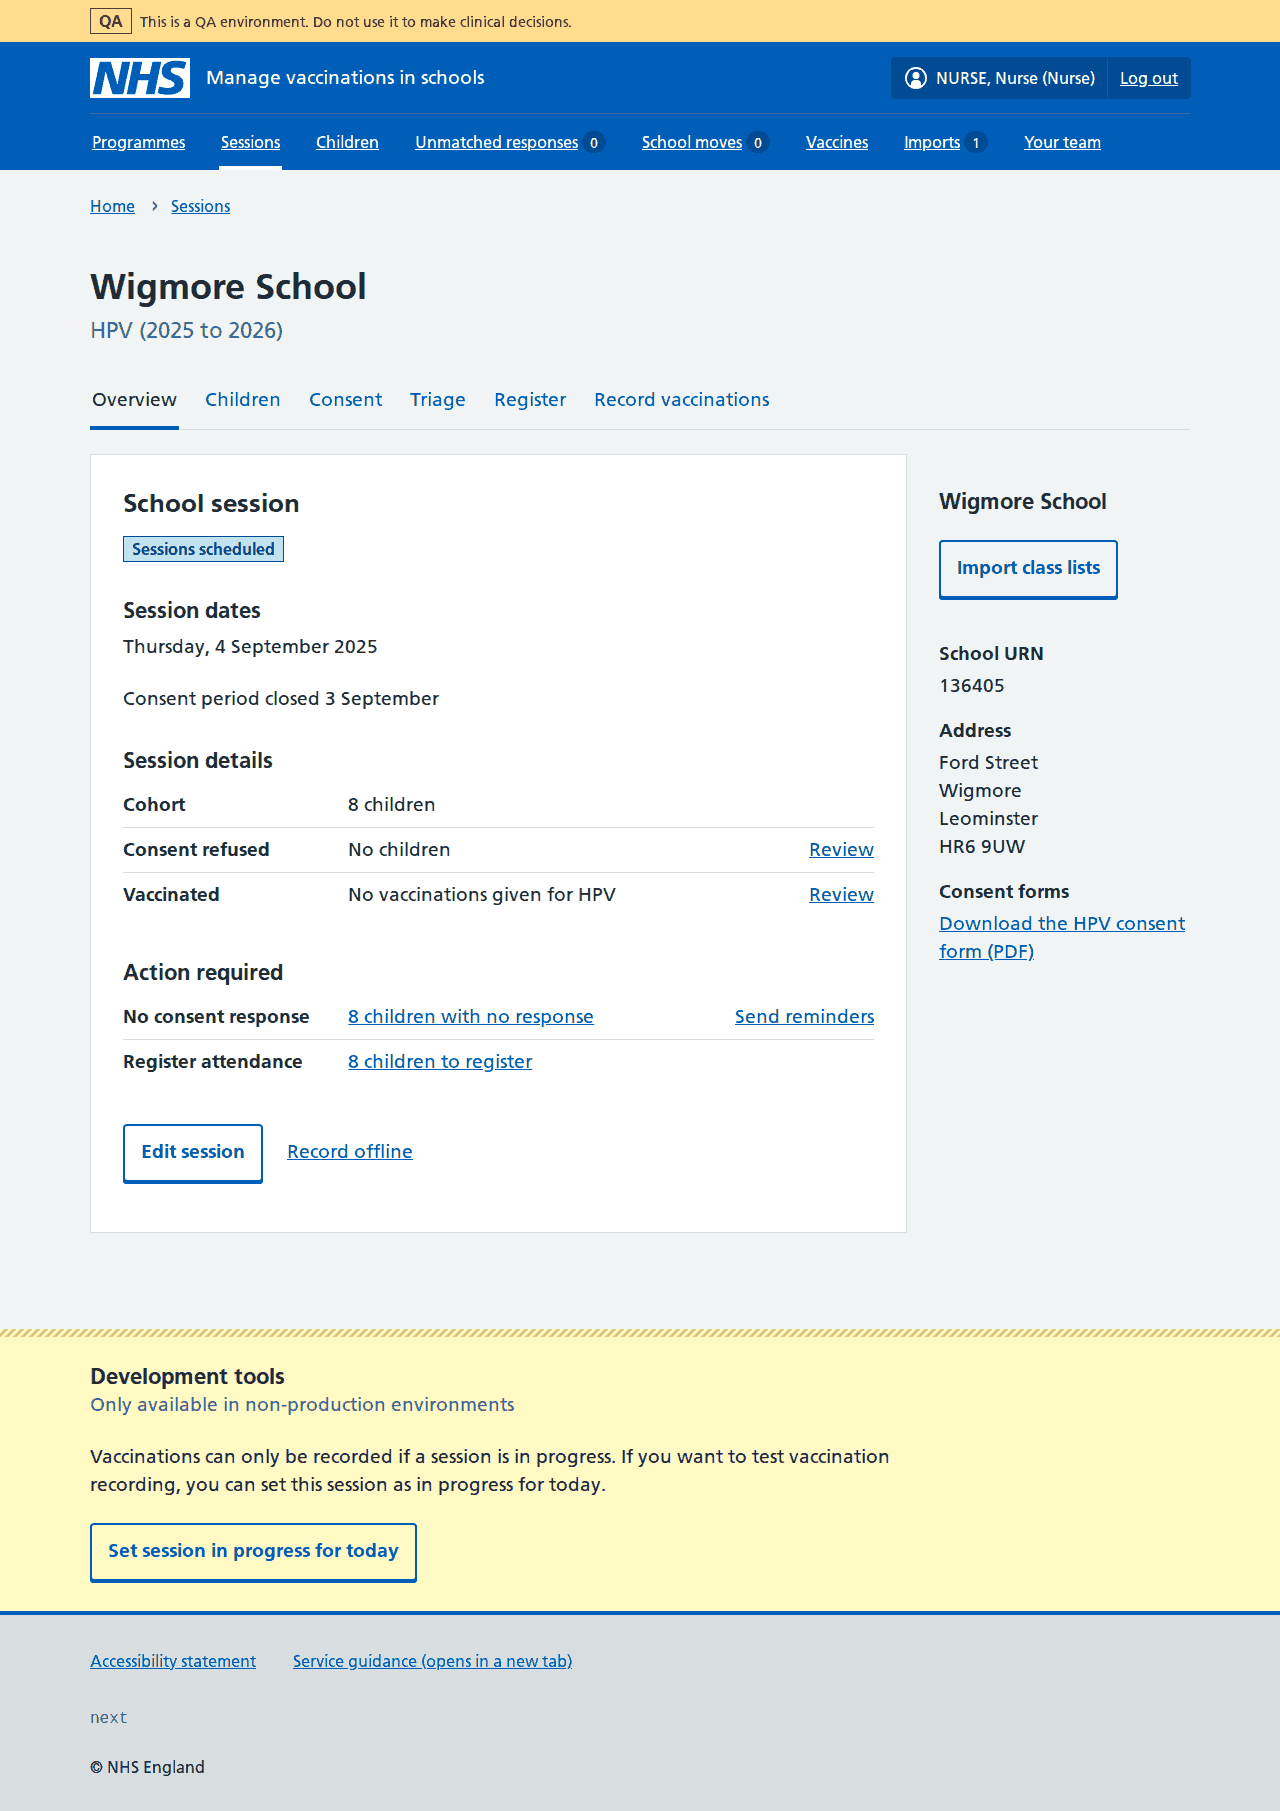 QA This is a QA environment. Do not use it to make clinical decisions.
NHS Manage vaccinations in schools
NURSE, Nurse (Nurse) Log out
Programmes Sessions Children Unmatched responses 0 School moves 0 Vaccines Imports 1 Your team
Home › Sessions
Wigmore School
HPV (2025 to 2026)
Overview Children Consent Triage Register Record vaccinations
School session
Sessions scheduled
Session dates
Thursday, 4 September 2025
Consent period closed 3 September
Session details
Cohort 8 children
Consent refused No children Review
Vaccinated No vaccinations given for HPV Review
Action required
No consent response 8 children with no response Send reminders
Register attendance 8 children to register
Edit session Record offline
Wigmore School
Import class lists
School URN
136405
Address
Ford Street
Wigmore
Leominster
HR6 9UW
Consent forms
Download the HPV consent
form (PDF)
Development tools
Only available in non-production environments
Vaccinations can only be recorded if a session is in progress. If you want to test vaccination
recording, you can set this session as in progress for today.
Set session in progress for today
Accessibility statement Service guidance (opens in a new tab)
next
© NHS England